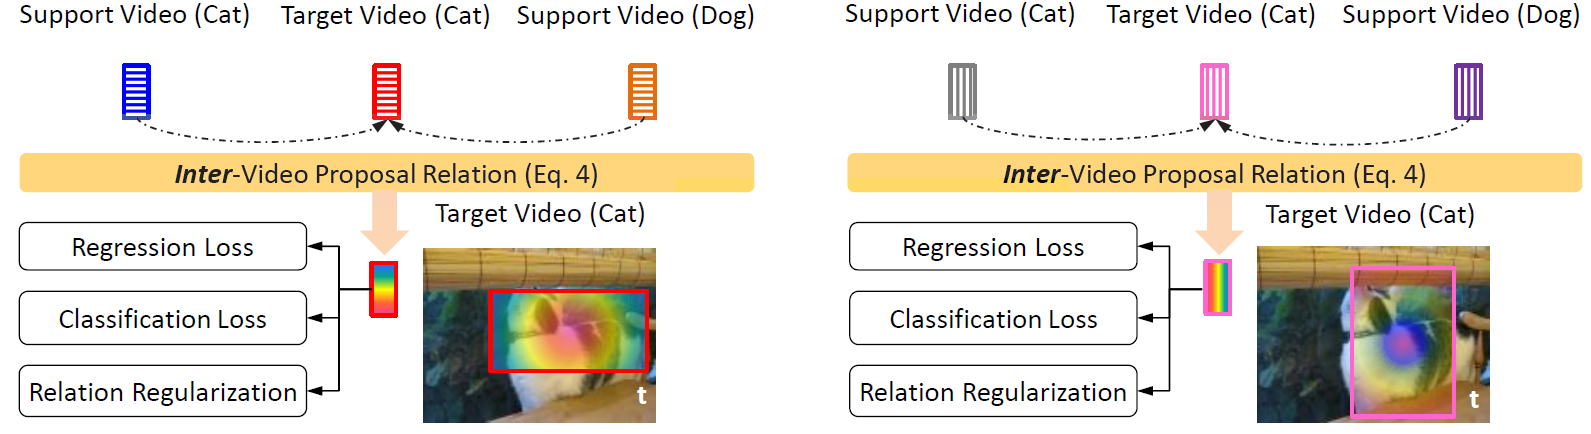 Support Video (Cat) Target Video (Cat) Support Video (Dog)
Inter-Video Proposal Relation (Eq. 4)
Target Video (Cat)
Regression Loss
Classification Loss
Relation Regularization
t
Support Video (Cat) Target Video (Cat) Support Video (Dog)
Inter-Video Proposal Relation (Eq. 4)
Target Video (Cat)
Regression Loss
Classification Loss
Relation Regularization
t